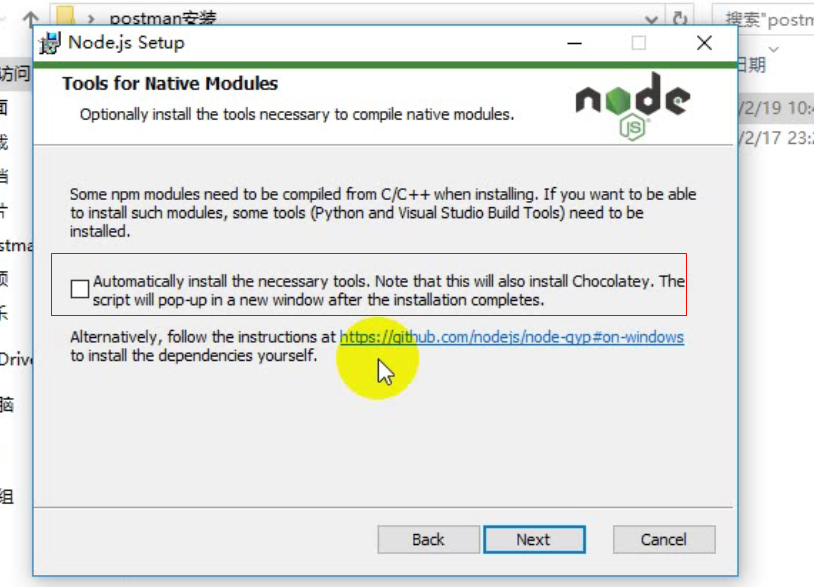 postman安装
搜索"postm
Node.js Setup
访问
日期
Tools for Native Modules
Optionally install the tools necessary to compile native modules.
node
JS
面
/2/19 10:4
/2/17 23:2
Some npm modules need to be compiled from C/C++ when installing. If you want to be able
to install such modules, some tools (Python and Visual Studio Build Tools) need to be
installed.
stma
Automatically install the necessary tools. Note that this will also install Chocolatey. The
script will pop-up in a new window after the installation completes.
Alternatively, follow the instructions at https://github.com/nodejs/node-gyp#on-windows
to install the dependencies yourself.
Drive
脑
组
Back
Next
Cancel